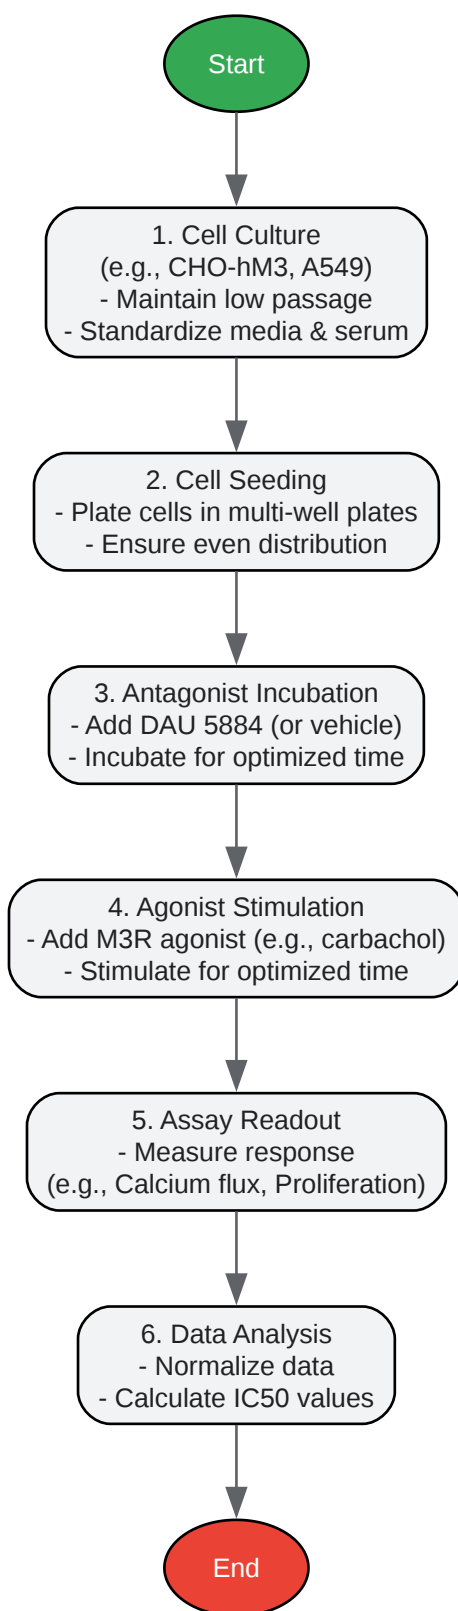 Start
1. Cell Culture
(e.g., CHO-hM3, A549)
- Maintain low passage
- Standardize media & serum
2. Cell Seeding
- Plate cells in multi-well plates
- Ensure even distribution
3. Antagonist Incubation
- Add DAU 5884 (or vehicle)
- Incubate for optimized time
4. Agonist Stimulation
- Add M3R agonist (e.g., carbachol)
- Stimulate for optimized time
5. Assay Readout
- Measure response
(e.g., Calcium flux, Proliferation)
6. Data Analysis
- Normalize data
- Calculate IC50 values
End